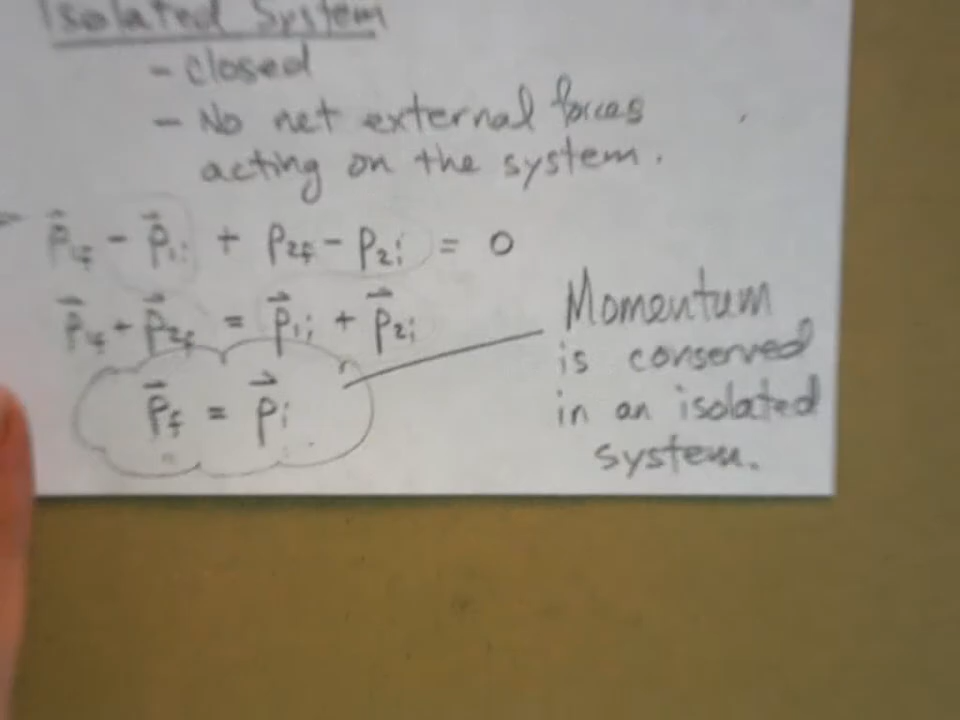 Isolated System
- closed
- No net external forces
acting on the system.
p⃗1f - p⃗1i + p2f - p2i = 0
p⃗1f + p⃗2f = p⃗1i + p⃗2i
p⃗f = p⃗i
Momentum
is conserved
in an isolated
system.